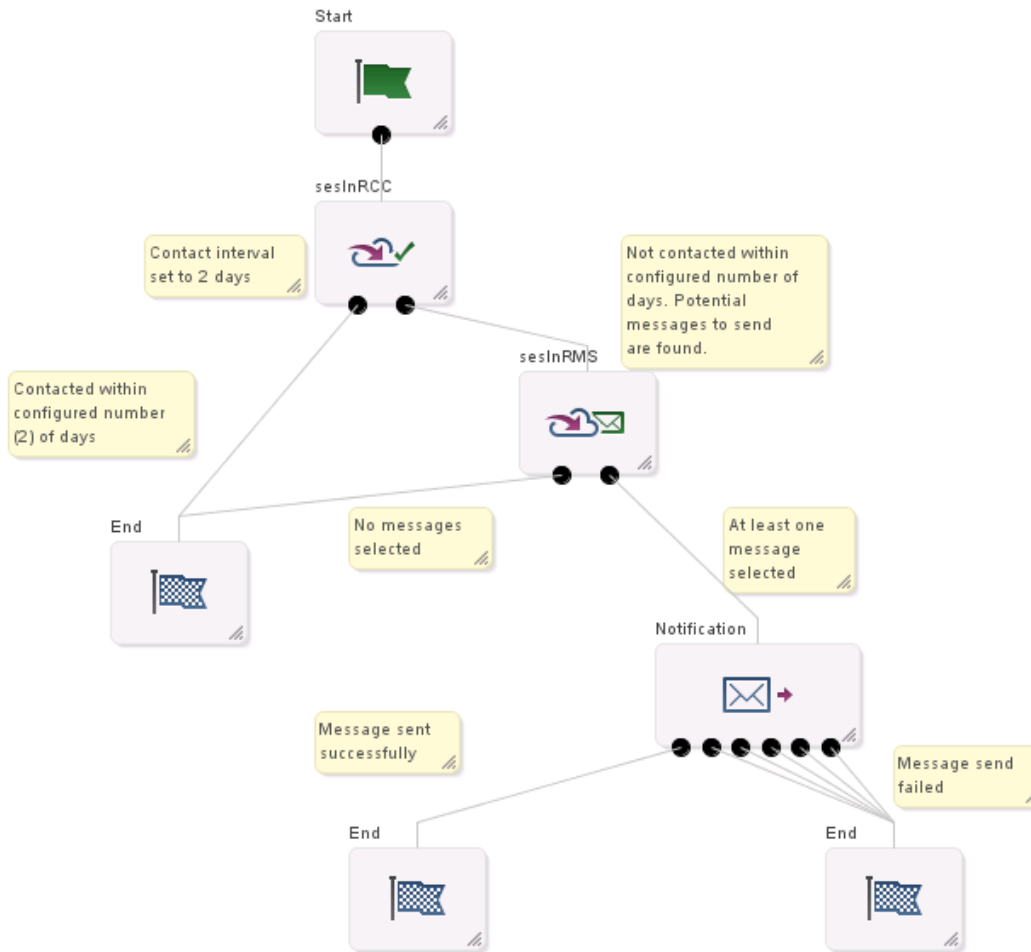 Start
sesInRCC
Contact interval
set to 2 days
Not contacted within
configured number of
days. Potential
messages to send
are found.
sesInRMS
Contacted within
configured number
(2) of days
End
No messages
selected
At least one
message
selected
Notification
Message sent
successfully
Message send
failed
End
End